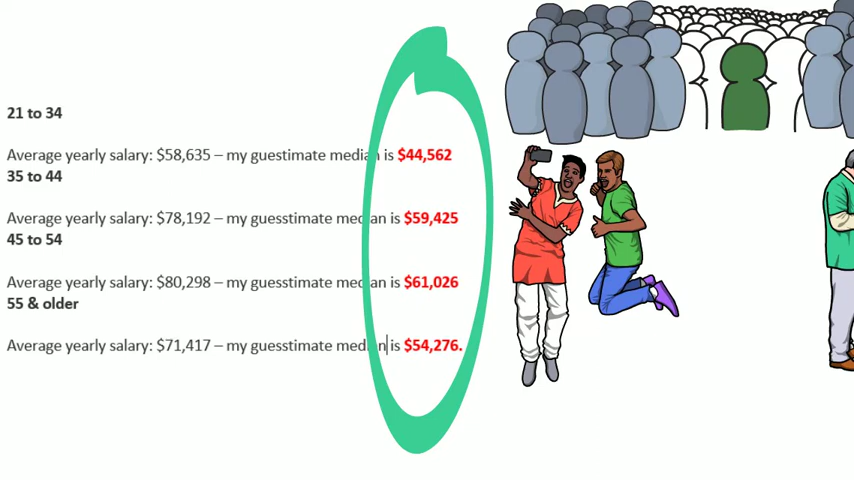 21 to 34
Average yearly salary: $58,635 – my guestimate median is $44,562
35 to 44
Average yearly salary: $78,192 – my guesstimate median is $59,425
45 to 54
Average yearly salary: $80,298 – my guesstimate median is $61,026
55 & older
Average yearly salary: $71,417 – my guesstimate median is $54,276.